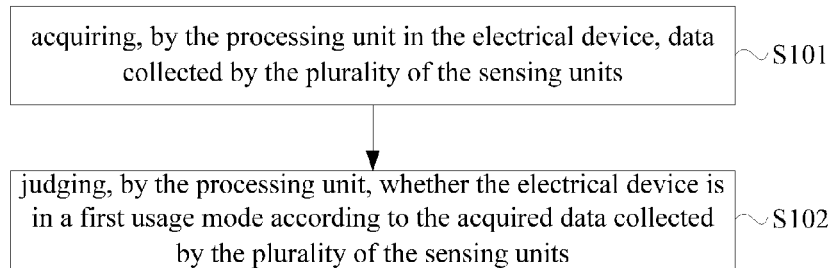 acquiring, by the processing unit in the electrical device, data
collected by the plurality of the sensing units
S101
judging, by the processing unit, whether the electrical device is
in a first usage mode according to the acquired data collected
by the plurality of the sensing units
S102